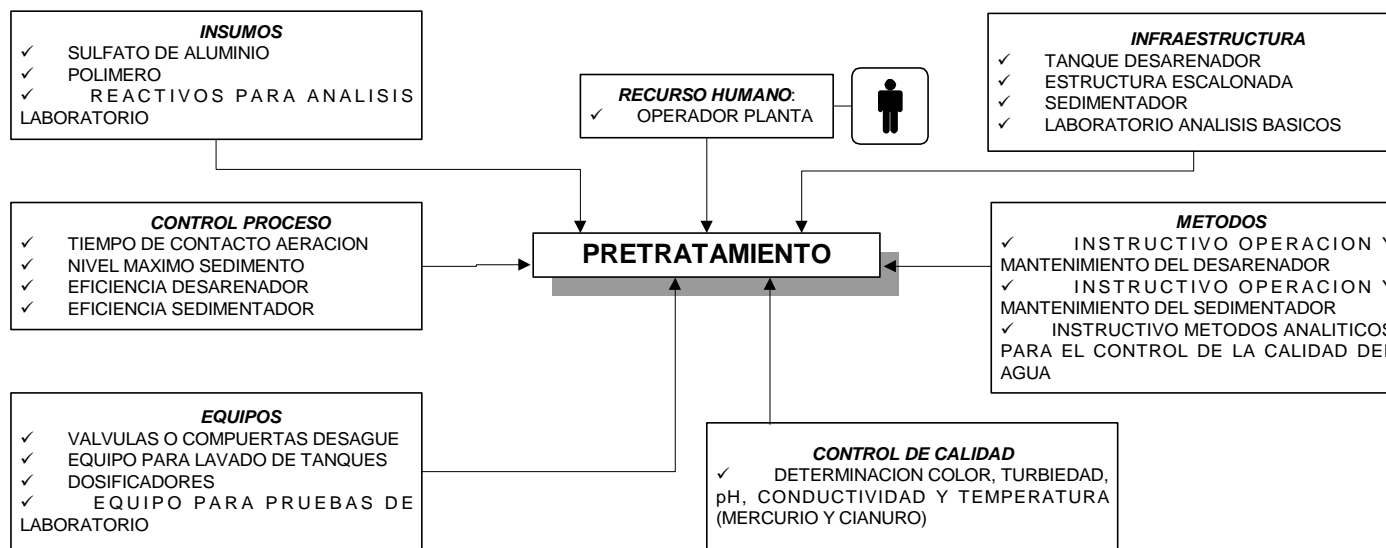 INSUMOS
✓ SULFATO DE ALUMINIO
✓ POLIMERO
✓ REACTIVOS PARA ANALISIS
LABORATORIO
RECURSO HUMANO:
✓ OPERADOR PLANTA
INFRAESTRUCTURA
✓ TANQUE DESARENADOR
✓ ESTRUCTURA ESCALONADA
✓ SEDIMENTADOR
✓ LABORATORIO ANALISIS BASICOS
CONTROL PROCESO
✓ TIEMPO DE CONTACTO AERACION
✓ NIVEL MAXIMO SEDIMENTO
✓ EFICIENCIA DESARENADOR
✓ EFICIENCIA SEDIMENTADOR
PRETRATAMIENTO
METODOS
✓ INSTRUCTIVO OPERACION Y
MANTENIMIENTO DEL DESARENADOR
✓ INSTRUCTIVO OPERACION Y
MANTENIMIENTO DEL SEDIMENTADOR
✓ INSTRUCTIVO METODOS ANALITICOS
PARA EL CONTROL DE LA CALIDAD DEL
AGUA
EQUIPOS
✓ VALVULAS O COMPUERTAS DESAGUE
✓ EQUIPO PARA LAVADO DE TANQUES
✓ DOSIFICADORES
✓ EQUIPO PARA PRUEBAS DE
LABORATORIO
CONTROL DE CALIDAD
✓ DETERMINACION COLOR, TURBIEDAD,
pH, CONDUCTIVIDAD Y TEMPERATURA
(MERCURIO Y CIANURO)